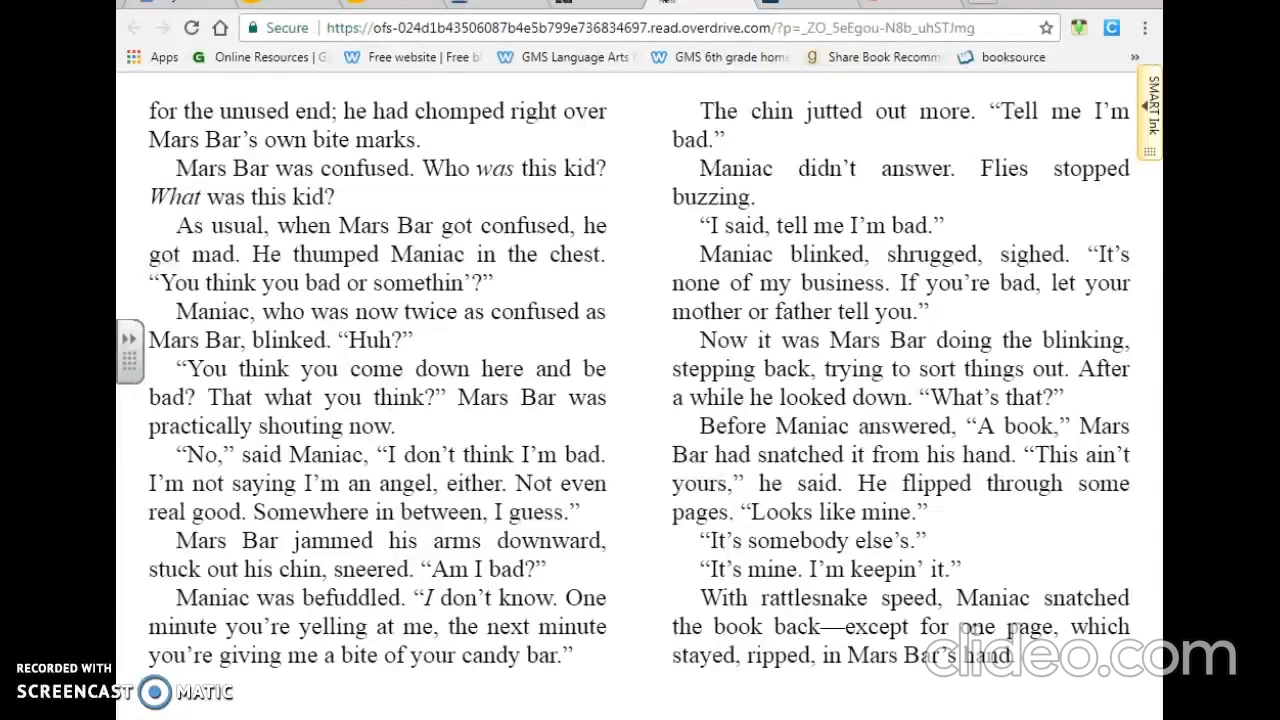 Secure
https://ofs-024d1b43506087b4e5b799e736834697.read.overdrive.com/?p=_ZO_5eEgou-N8b_uhSTJmg
Apps
Online Resources | G
Free website | Free b
GMS Language Arts
GMS 6th grade hom
Share Book Recomm
booksource
»
SMART Ink
for the unused end; he had chomped right over
Mars Bar’s own bite marks.
Mars Bar was confused. Who was this kid?
What was this kid?
As usual, when Mars Bar got confused, he
got mad. He thumped Maniac in the chest.
“You think you bad or somethin’?”
Maniac, who was now twice as confused as
Mars Bar, blinked. “Huh?”
“You think you come down here and be
bad? That what you think?” Mars Bar was
practically shouting now.
“No,” said Maniac, “I don’t think I’m bad.
I’m not saying I’m an angel, either. Not even
real good. Somewhere in between, I guess.”
Mars Bar jammed his arms downward,
stuck out his chin, sneered. “Am I bad?”
Maniac was befuddled. “I don’t know. One
minute you’re yelling at me, the next minute
you’re giving me a bite of your candy bar.”
The chin jutted out more. “Tell me I’m
bad.”
Maniac didn’t answer. Flies stopped
buzzing.
“I said, tell me I’m bad.”
Maniac blinked, shrugged, sighed. “It’s
none of my business. If you’re bad, let your
mother or father tell you.”
Now it was Mars Bar doing the blinking,
stepping back, trying to sort things out. After
a while he looked down. “What’s that?”
Before Maniac answered, “A book,” Mars
Bar had snatched it from his hand. “This ain’t
yours,” he said. He flipped through some
pages. “Looks like mine.”
“It’s somebody else’s.”
“It’s mine. I’m keepin’ it.”
With rattlesnake speed, Maniac snatched
the book back—except for one page, which
stayed, ripped, in Mars Bar’s hand
clideo.com
RECORDED WITH
SCREENCAST MATIC